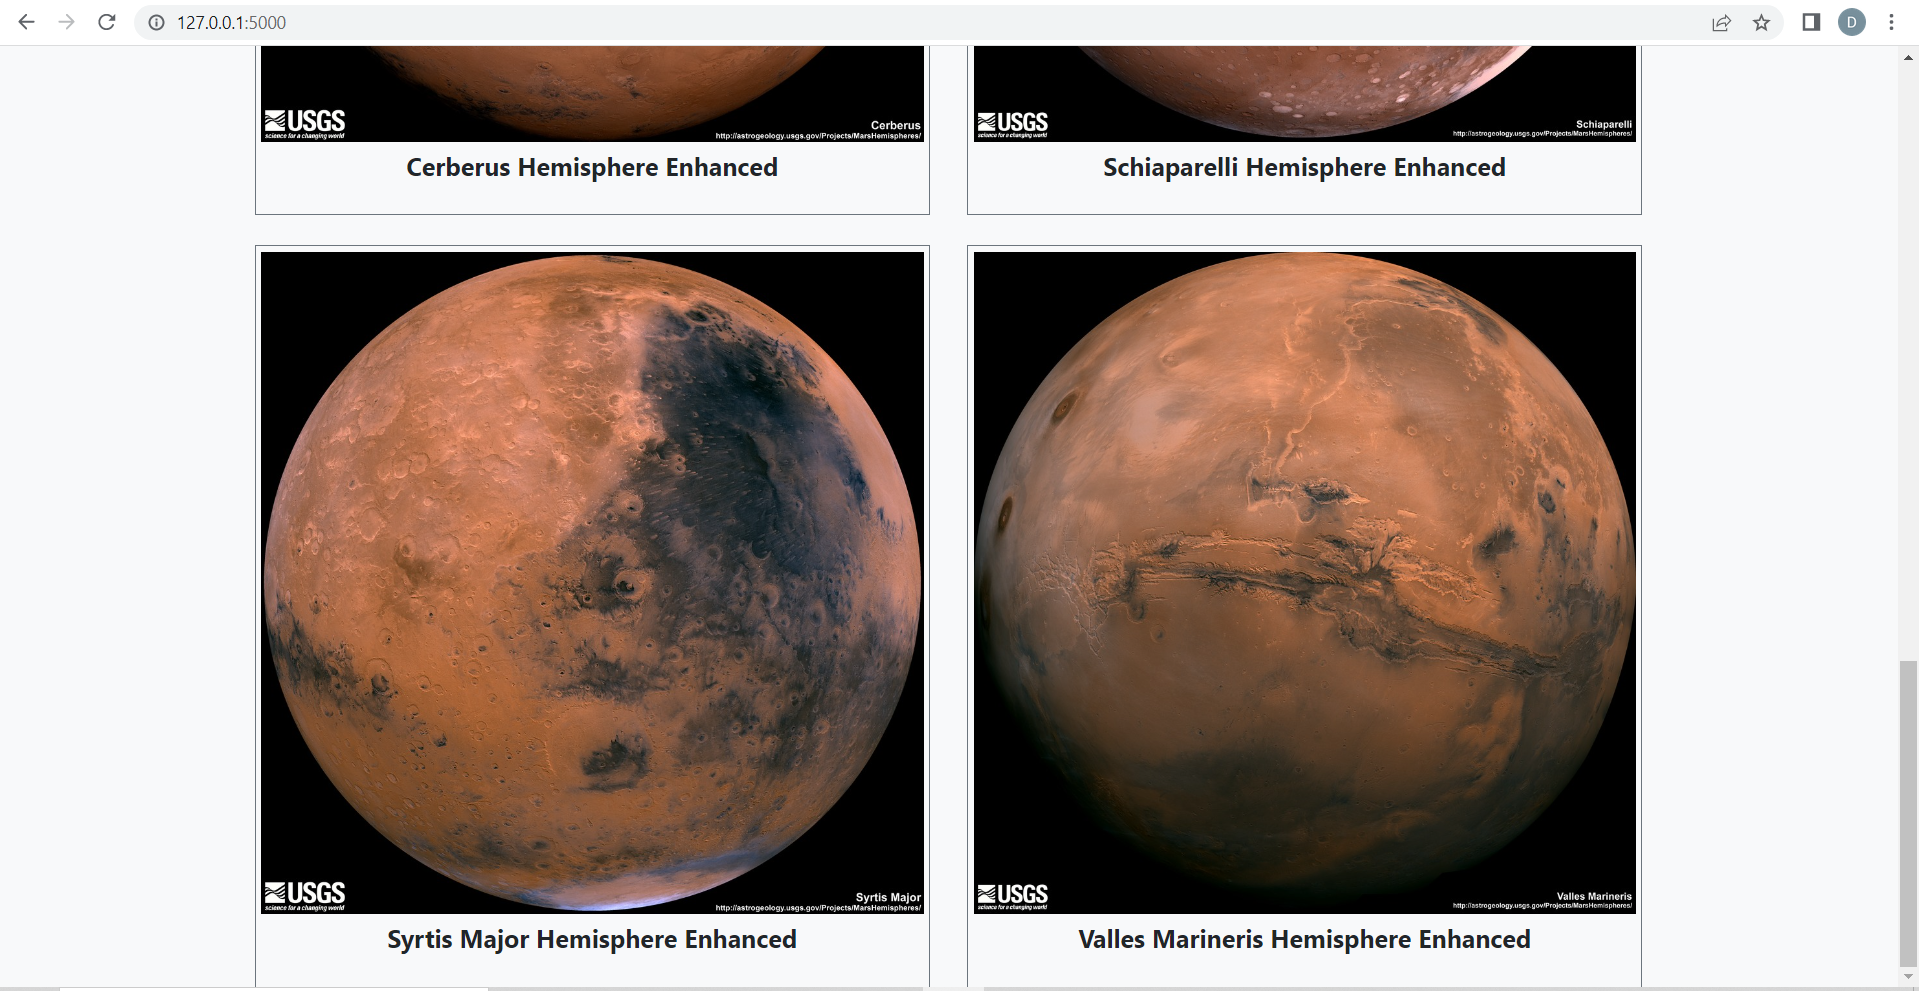 127.0.0.1:5000
D
USGS
science for a changing world
Cerberus
http://astrogeology.usgs.gov/Projects/MarsHemispheres/
Cerberus Hemisphere Enhanced
USGS
science for a changing world
Schiaparelli
http://astrogeology.usgs.gov/Projects/MarsHemispheres/
Schiaparelli Hemisphere Enhanced
USGS
science for a changing world
Syrtis Major
http://astrogeology.usgs.gov/Projects/MarsHemispheres/
Syrtis Major Hemisphere Enhanced
USGS
science for a changing world
Valles Marineris
http://astrogeology.usgs.gov/Projects/MarsHemispheres/
Valles Marineris Hemisphere Enhanced